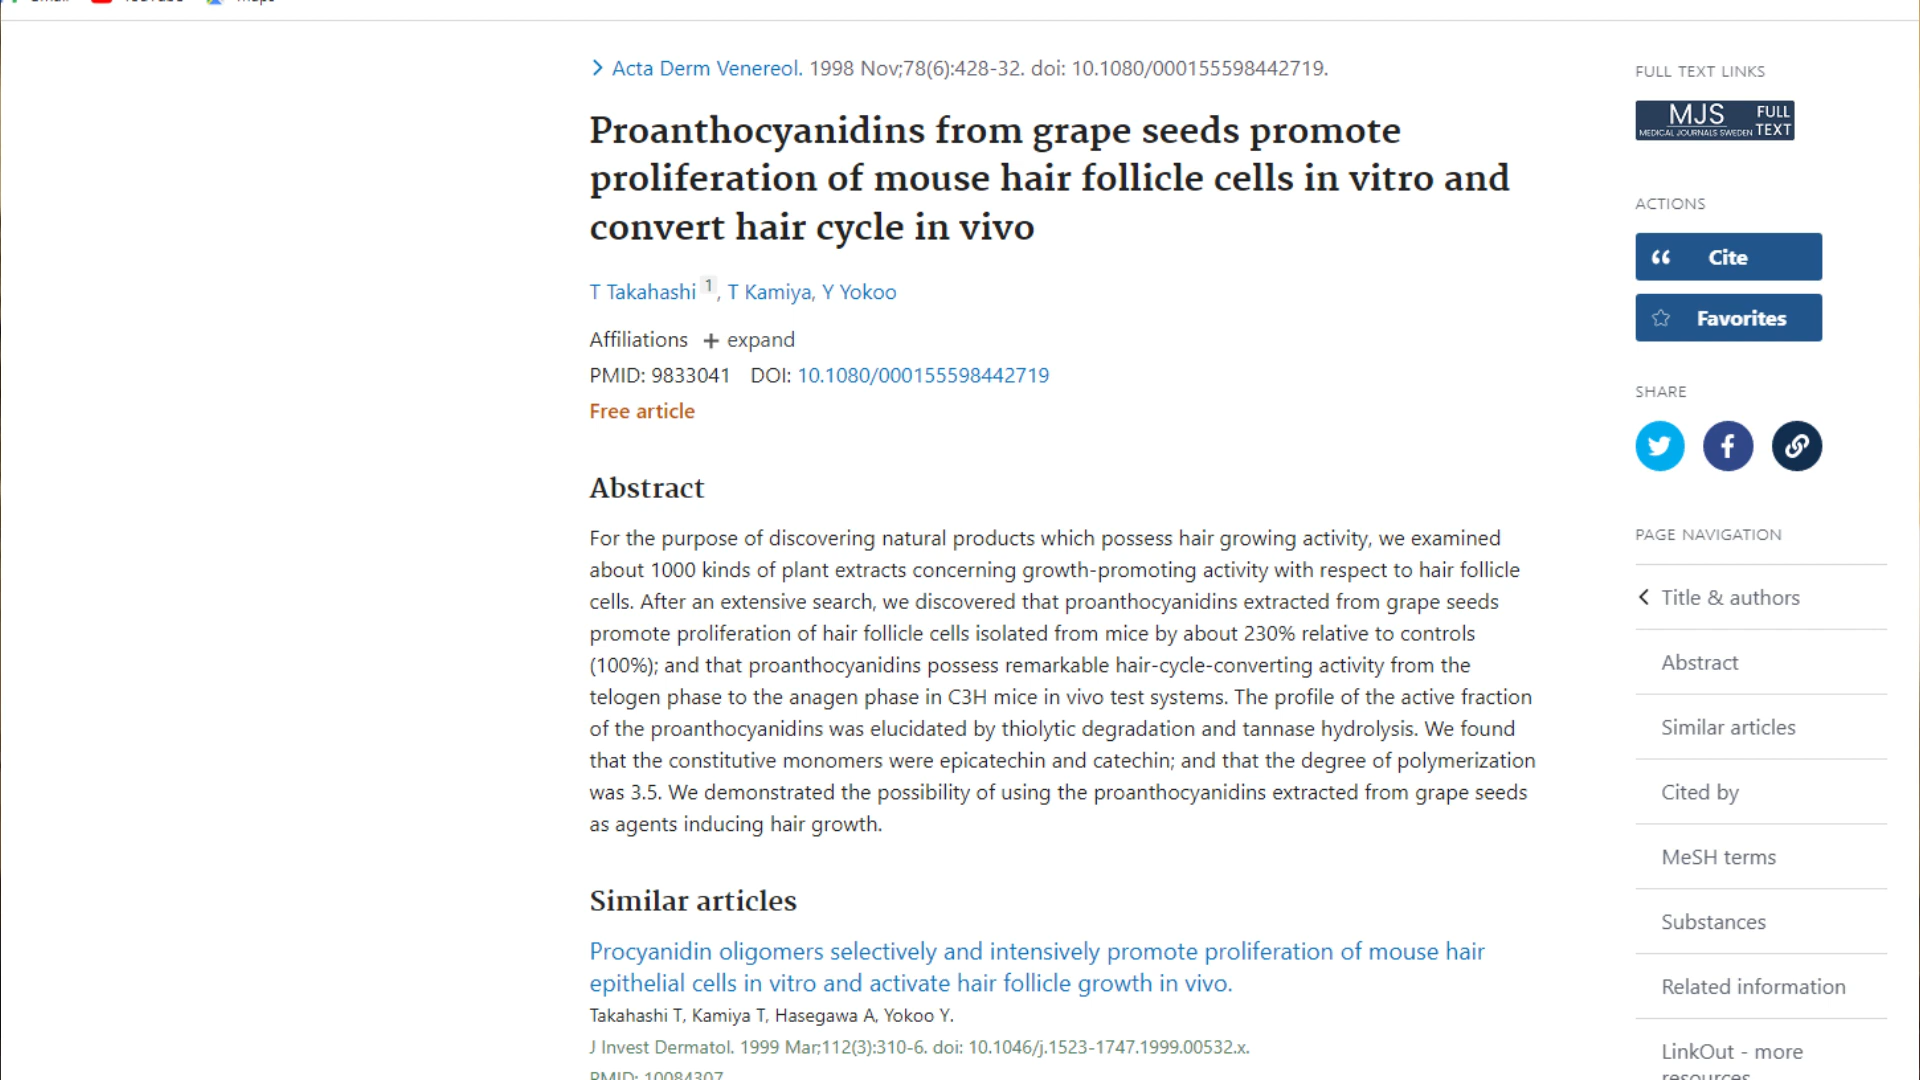 YouTube
Maps
Acta Derm Venereol. 1998 Nov;78(6):428-32. doi: 10.1080/000155598442719.
Proanthocyanidins from grape seeds promote
proliferation of mouse hair follicle cells in vitro and
convert hair cycle in vivo
T Takahashi 1, T Kamiya, Y Yokoo
Affiliations + expand
PMID: 9833041 DOI: 10.1080/000155598442719
Free article
Abstract
For the purpose of discovering natural products which possess hair growing activity, we examined
about 1000 kinds of plant extracts concerning growth-promoting activity with respect to hair follicle
cells. After an extensive search, we discovered that proanthocyanidins extracted from grape seeds
promote proliferation of hair follicle cells isolated from mice by about 230% relative to controls
(100%); and that proanthocyanidins possess remarkable hair-cycle-converting activity from the
telogen phase to the anagen phase in C3H mice in vivo test systems. The profile of the active fraction
of the proanthocyanidins was elucidated by thiolytic degradation and tannase hydrolysis. We found
that the constitutive monomers were epicatechin and catechin; and that the degree of polymerization
was 3.5. We demonstrated the possibility of using the proanthocyanidins extracted from grape seeds
as agents inducing hair growth.
Similar articles
Procyanidin oligomers selectively and intensively promote proliferation of mouse hair
epithelial cells in vitro and activate hair follicle growth in vivo.
Takahashi T, Kamiya T, Hasegawa A, Yokoo Y.
J Invest Dermatol. 1999 Mar;112(3):310-6. doi: 10.1046/j.1523-1747.1999.00532.x.
PMID: 10084307
FULL TEXT LINKS
MJS FULL
MEDICAL JOURNALS SWEDEN TEXT
ACTIONS
Cite
Favorites
SHARE
PAGE NAVIGATION
Title & authors
Abstract
Similar articles
Cited by
MeSH terms
Substances
Related information
LinkOut - more
resources